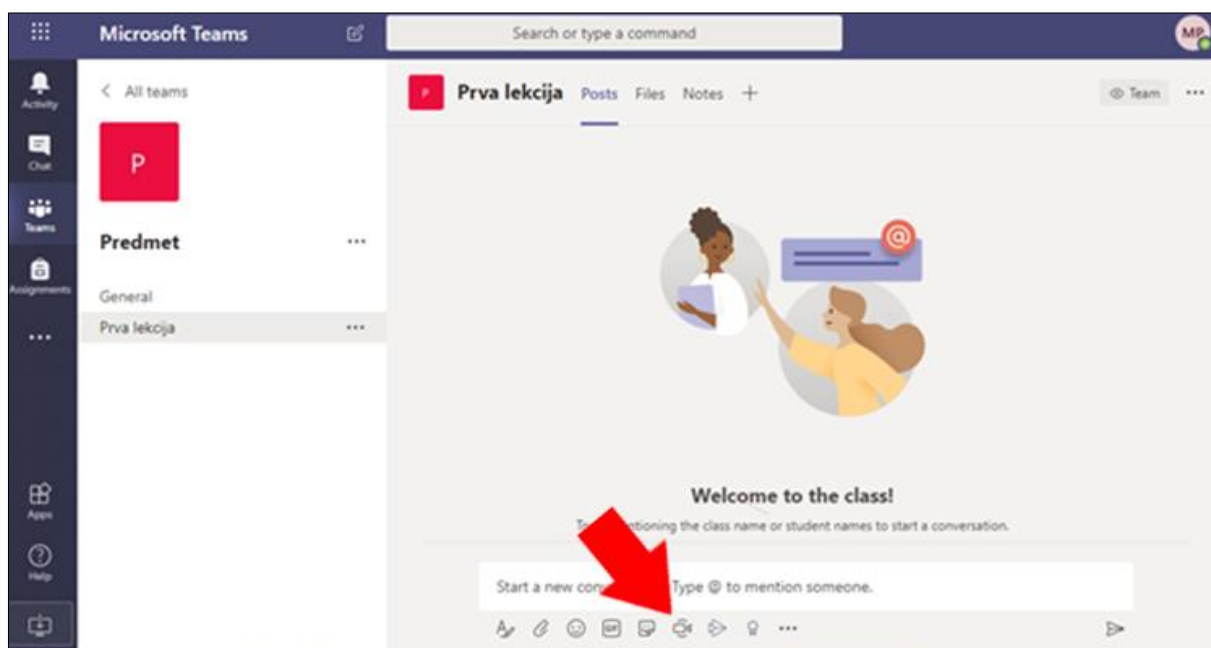 Microsoft Teams
Search or type a command
MP
Activity
Chat
Teams
Assignments
Apps
Help
All teams
P
Predmet
General
Prva lekcija
P
Prva lekcija Posts Files Notes
Team
@
Welcome to the class!
mentioning the class name or student names to start a conversation.
Start a new Type @ to mention someone.
GIF